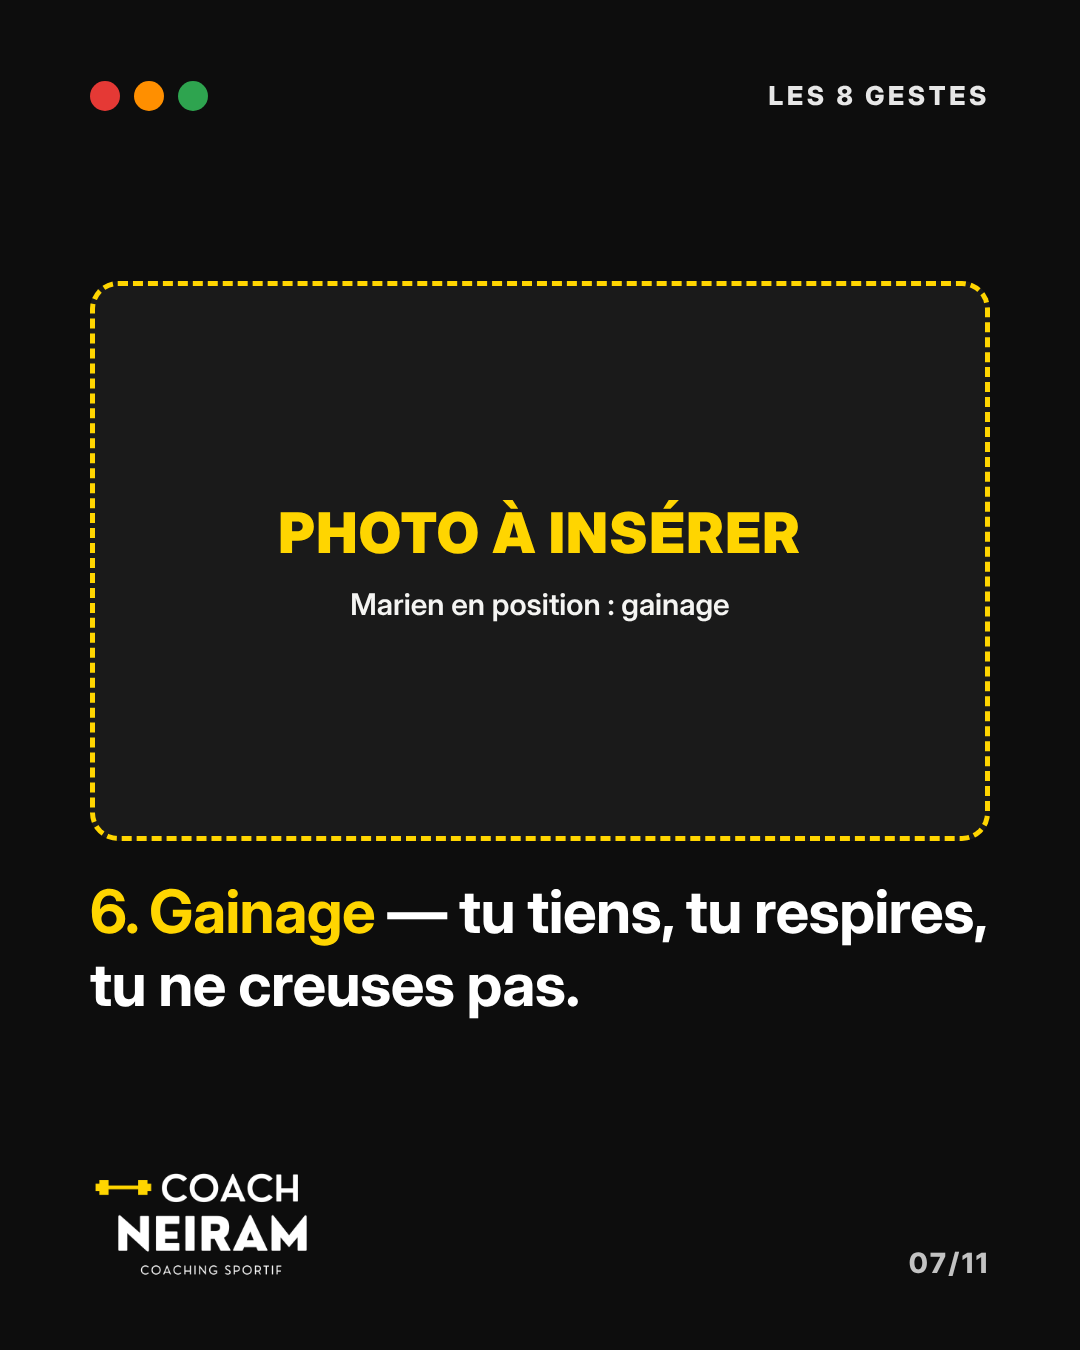 LES 8 GESTES
PHOTO À INSÉRER
Marien en position : gainage
6. Gainage — tu tiens, tu respires,
tu ne creuses pas.
COACH
NEIRAM
COACHING SPORTIF
07/11